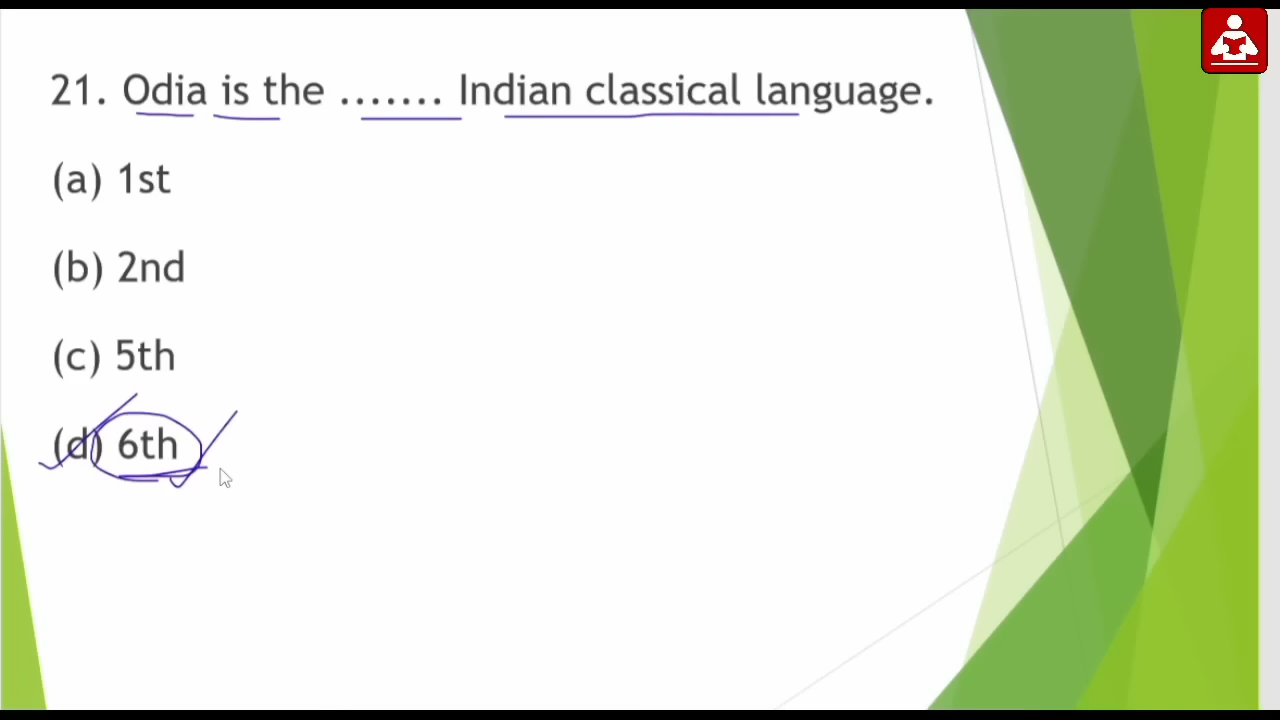 21. Odia is the ....... Indian classical language.
(a) 1st
(b) 2nd
(c) 5th
(d) 6th